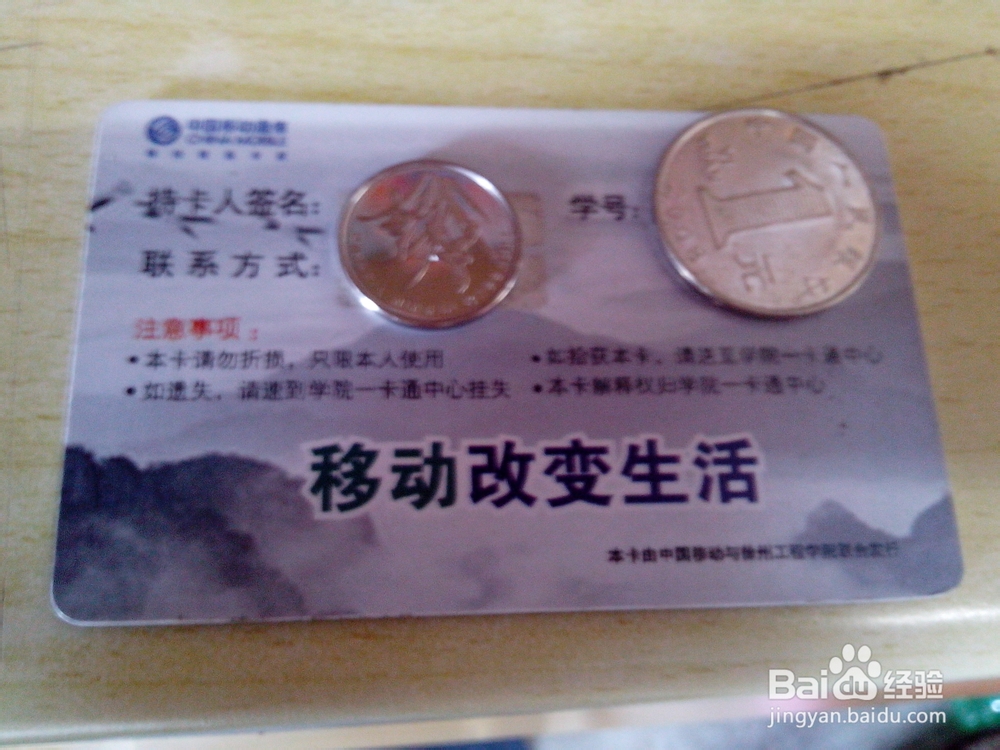 中国移动通信
CHINA MOBILE
持卡人签名：
学号：
联系方式：
1
元
注意事项：
•本卡请勿折损，只限本人使用
•如拾获本卡，请送至学院一卡通中心
•如遗失，请速到学院一卡通中心挂失
•本卡解释权归学院一卡通中心
移动改变生活
本卡由中国移动与徐州工程学院联合发行
Baidu经验
jingyan.baidu.com